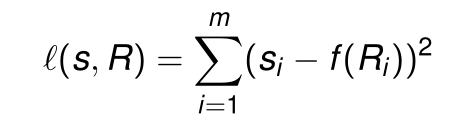 ℓ(s, R) = ∑_{i=1}^{m} (s_i − f(R_i))²